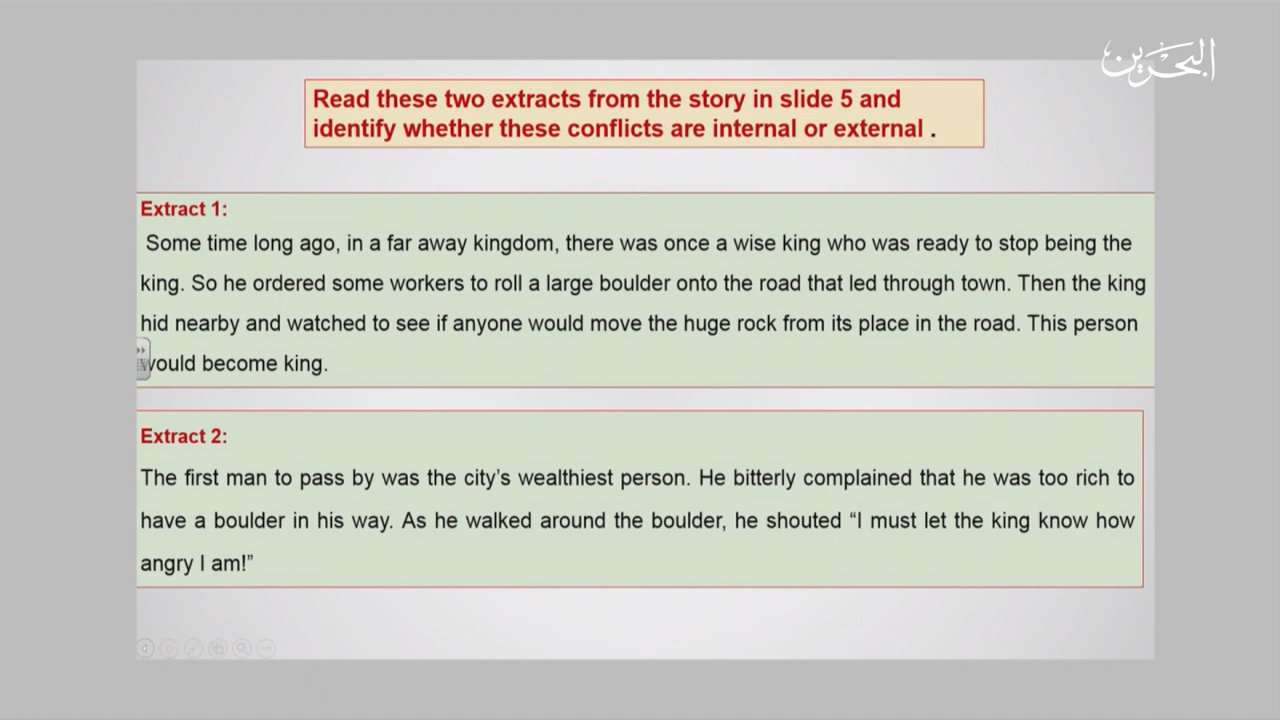 البحرين
Read these two extracts from the story in slide 5 and
identify whether these conflicts are internal or external .
Extract 1:
Some time long ago, in a far away kingdom, there was once a wise king who was ready to stop being the
king. So he ordered some workers to roll a large boulder onto the road that led through town. Then the king
hid nearby and watched to see if anyone would move the huge rock from its place in the road. This person
would become king.
Extract 2:
The first man to pass by was the city’s wealthiest person. He bitterly complained that he was too rich to
have a boulder in his way. As he walked around the boulder, he shouted “I must let the king know how
angry I am!”